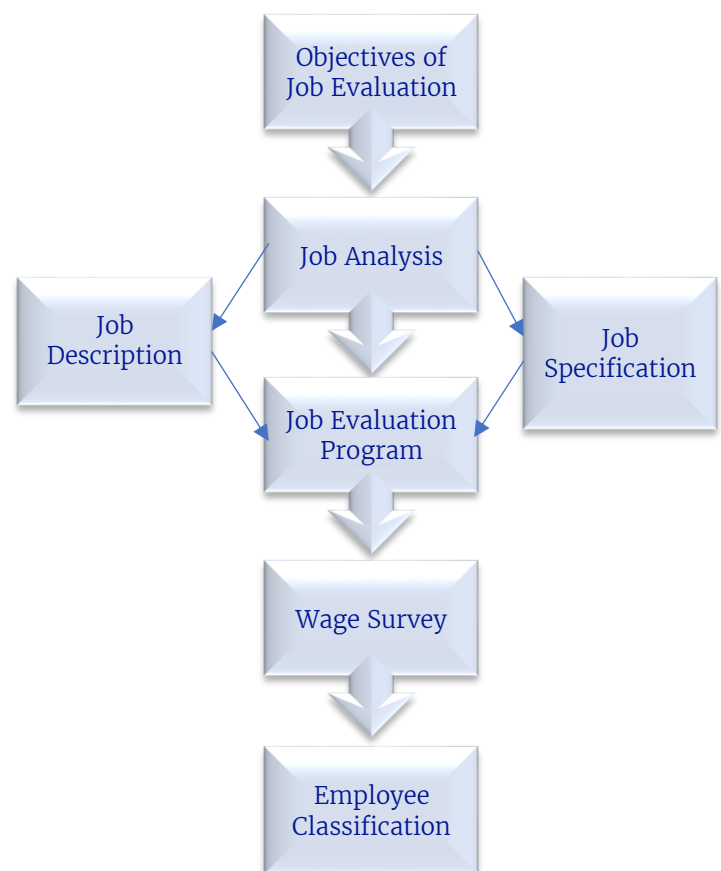 Objectives of
Job Evaluation
Job Analysis
Job
Description
Job
Specification
Job Evaluation
Program
Wage Survey
Employee
Classification